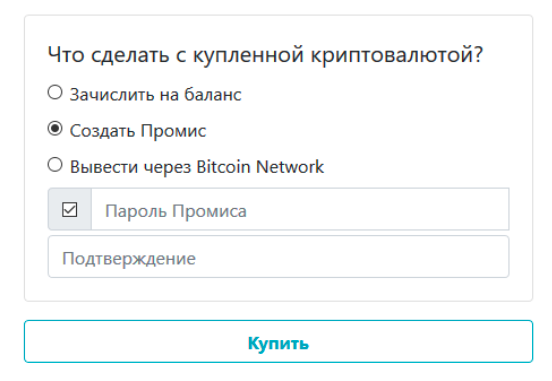 Что сделать с купленной криптовалютой?
Зачислить на баланс
Создать Промис
Вывести через Bitcoin Network
Пароль Промиса
Подтверждение
Купить